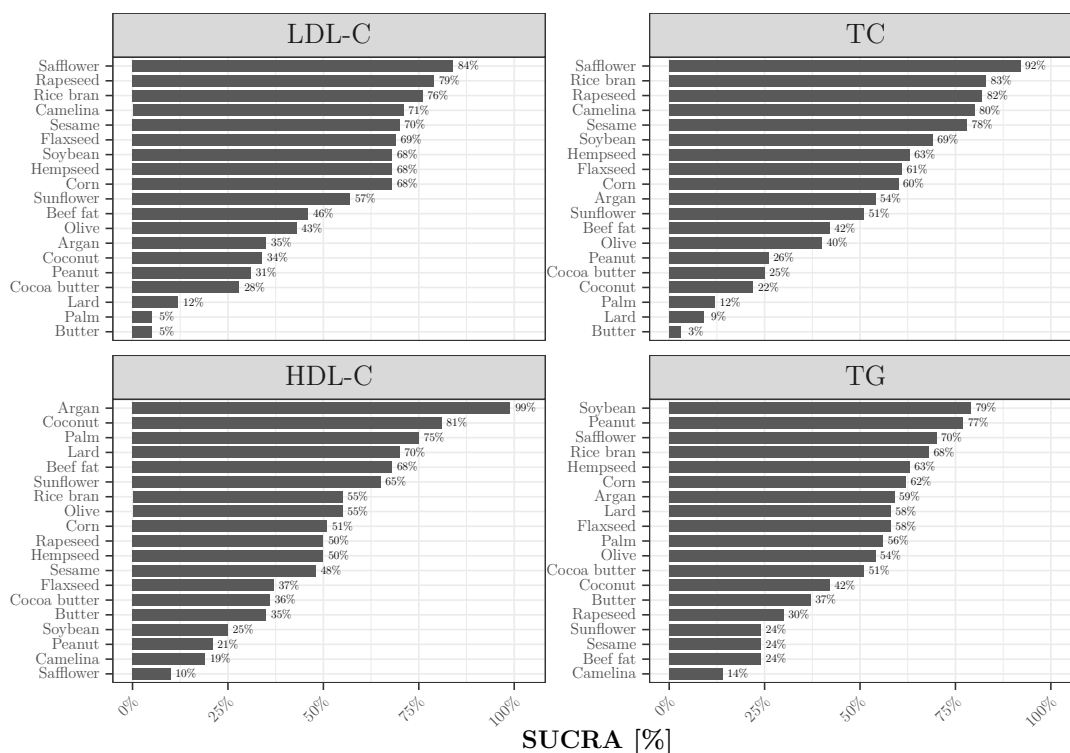 LDL-C
Safflower 84%
Rapeseed 79%
Rice bran 76%
Camelina 71%
Sesame 70%
Flaxseed 69%
Soybean 68%
Hempseed 68%
Corn 68%
Sunflower 57%
Beef fat 46%
Olive 43%
Argan 35%
Coconut 34%
Peanut 31%
Cocoa butter 28%
Lard 12%
Palm 5%
Butter 5%
TC
Safflower 92%
Rice bran 83%
Rapeseed 82%
Camelina 80%
Sesame 78%
Soybean 69%
Hempseed 63%
Flaxseed 61%
Corn 60%
Argan 54%
Sunflower 51%
Beef fat 42%
Olive 40%
Peanut 26%
Cocoa butter 25%
Coconut 22%
Palm 12%
Lard 9%
Butter 3%
HDL-C
Argan 99%
Coconut 81%
Palm 75%
Lard 70%
Beef fat 68%
Sunflower 65%
Rice bran 55%
Olive 55%
Corn 51%
Rapeseed 50%
Hempseed 50%
Sesame 48%
Flaxseed 37%
Cocoa butter 36%
Butter 35%
Soybean 25%
Peanut 21%
Camelina 19%
Safflower 10%
0% 25% 50% 75% 100%
TG
Soybean 79%
Peanut 77%
Safflower 70%
Rice bran 68%
Hempseed 63%
Corn 62%
Argan 59%
Lard 58%
Flaxseed 58%
Palm 56%
Olive 54%
Cocoa butter 51%
Coconut 42%
Butter 37%
Rapeseed 30%
Sunflower 24%
Sesame 24%
Beef fat 24%
Camelina 14%
0% 25% 50% 75% 100%
SUCRA [%]